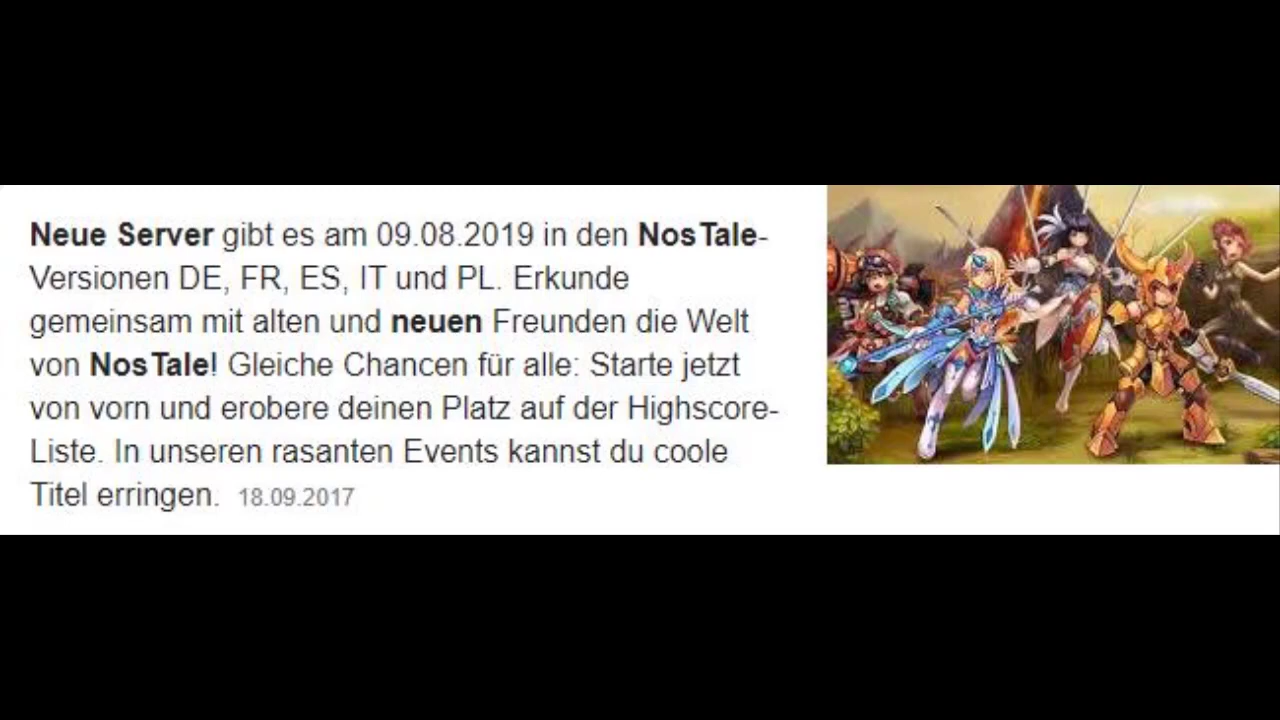 Neue Server gibt es am 09.08.2019 in den NosTale-
Versionen DE, FR, ES, IT und PL. Erkunde
gemeinsam mit alten und neuen Freunden die Welt
von NosTale! Gleiche Chancen für alle: Starte jetzt
von vorn und erobere deinen Platz auf der Highscore-
Liste. In unseren rasanten Events kannst du coole
Titel erringen. 18.09.2017